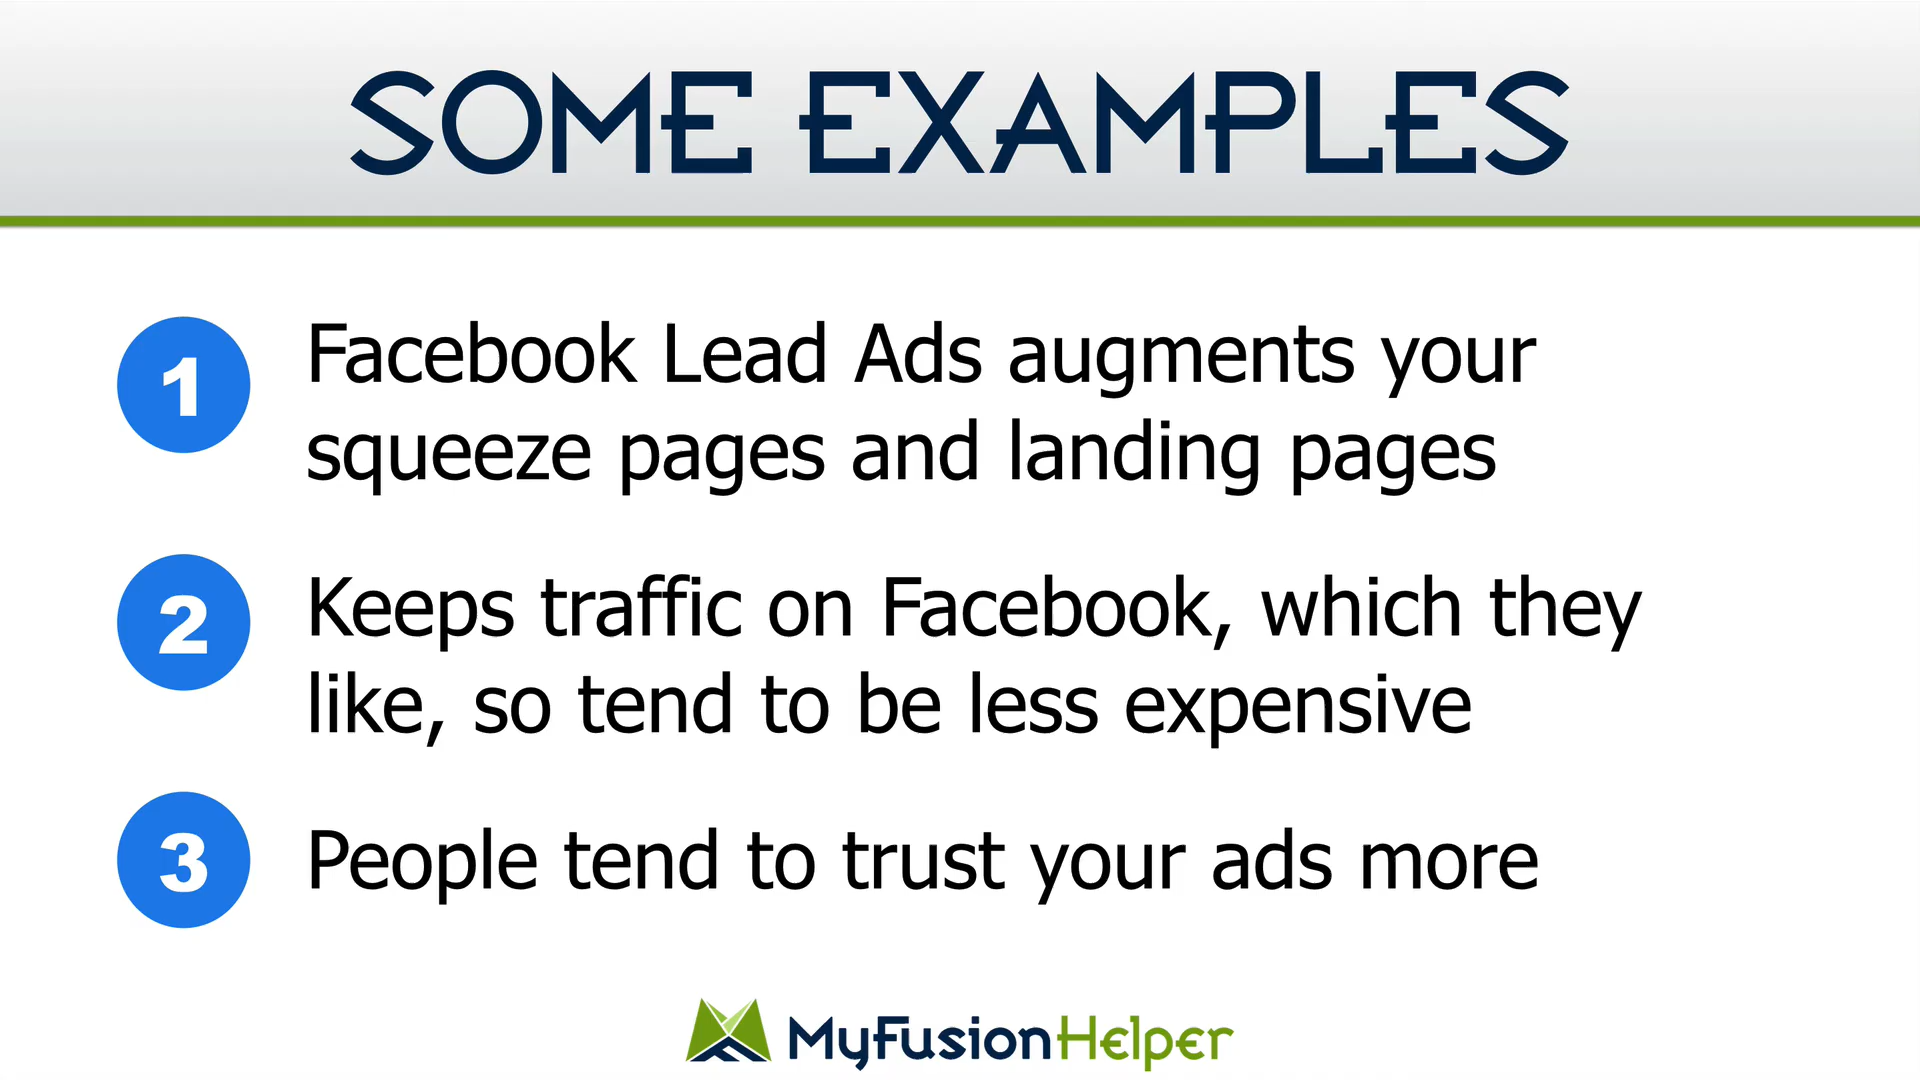 SOME EXAMPLES
1
Facebook Lead Ads augments your
squeeze pages and landing pages
2
Keeps traffic on Facebook, which they
like, so tend to be less expensive
3
People tend to trust your ads more
MyFusionHelper